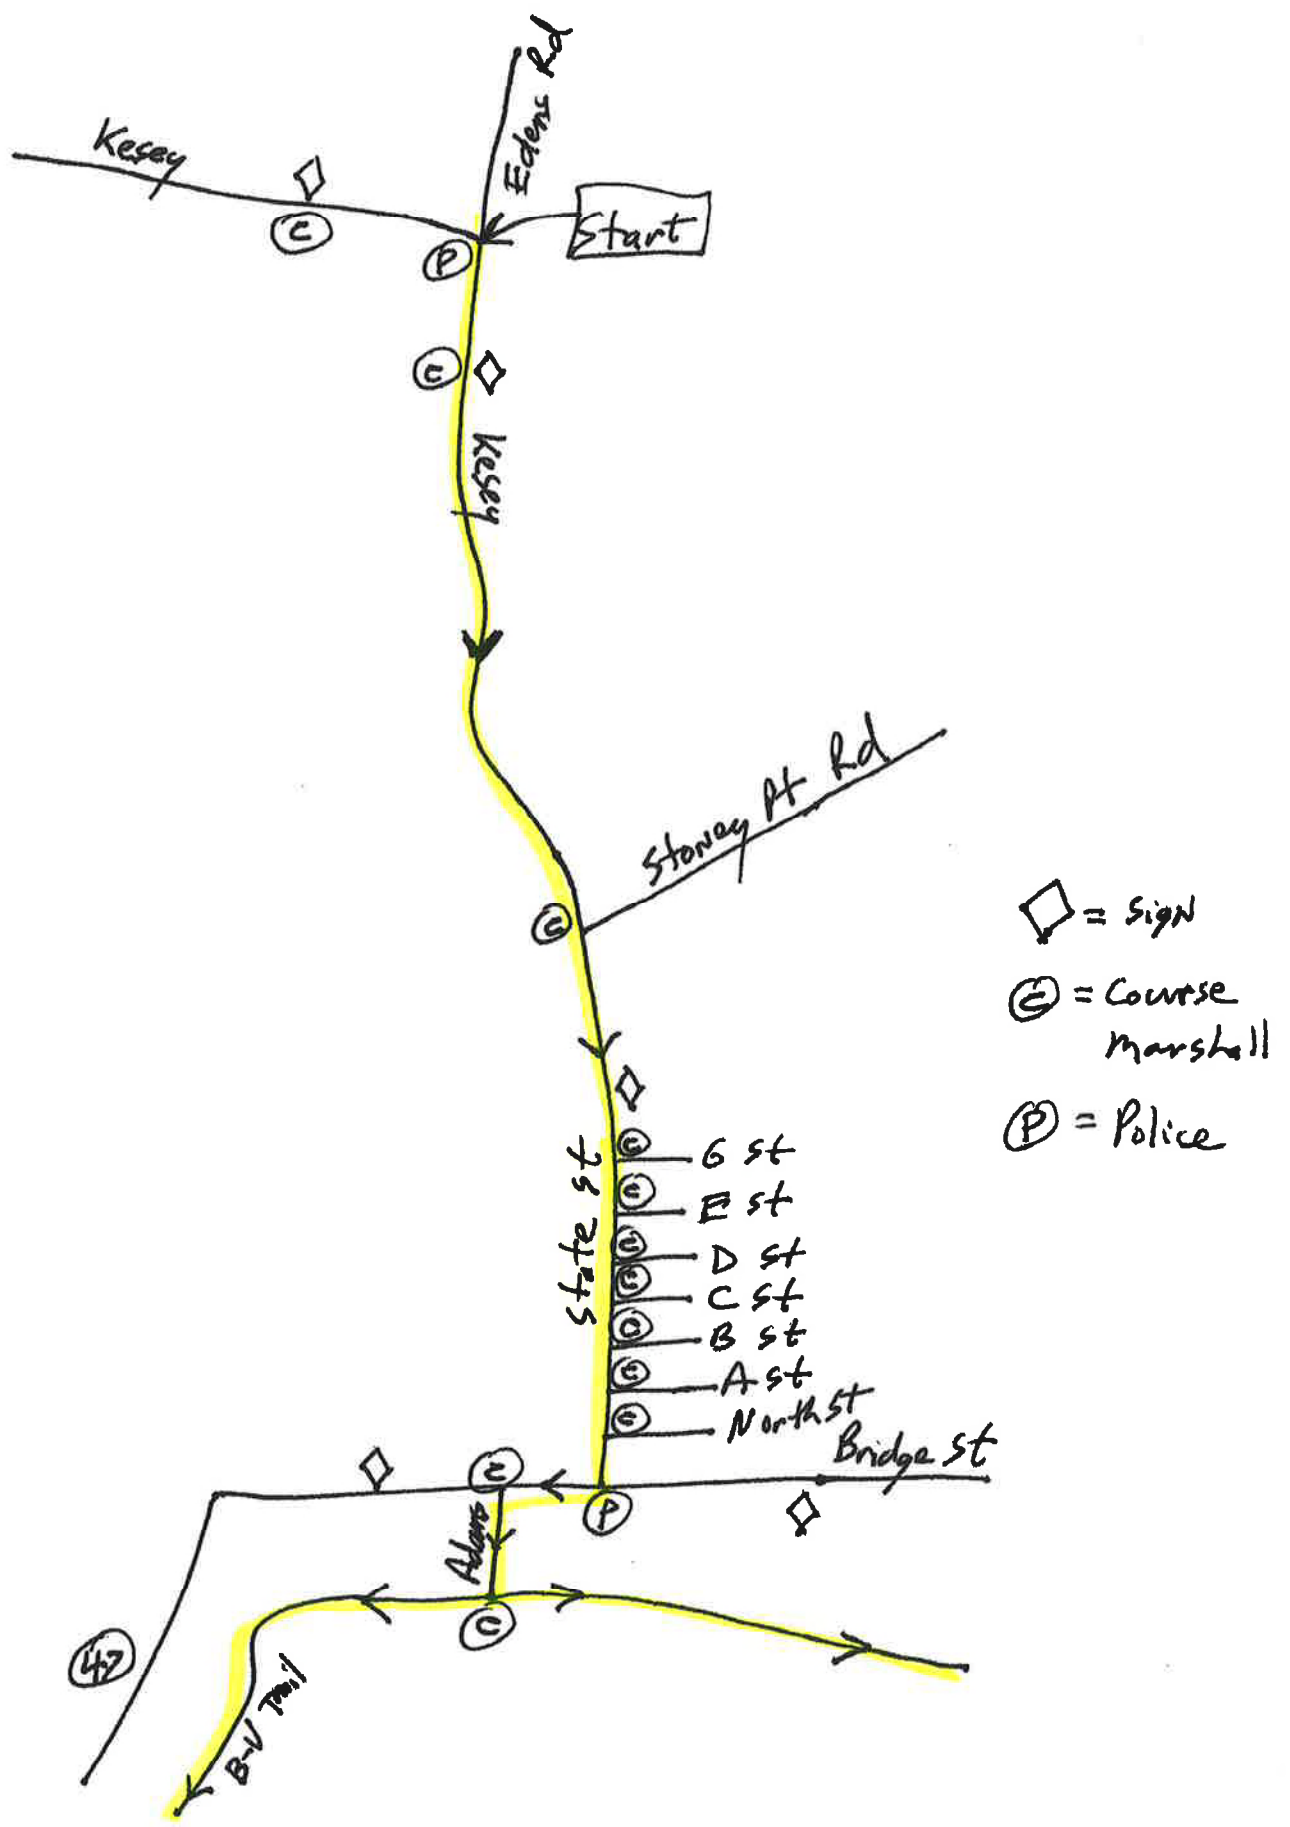 Edens Rd
Kesey
C
Start
P
C
Kesey
Stoney Pt Rd
C
= Sign
C = Course
Marshall
P = Police
State St
C G St
C E St
C D St
C C St
C B St
C A St
C North St
Bridge St
C
P
Adams
C
47
B-V Trail